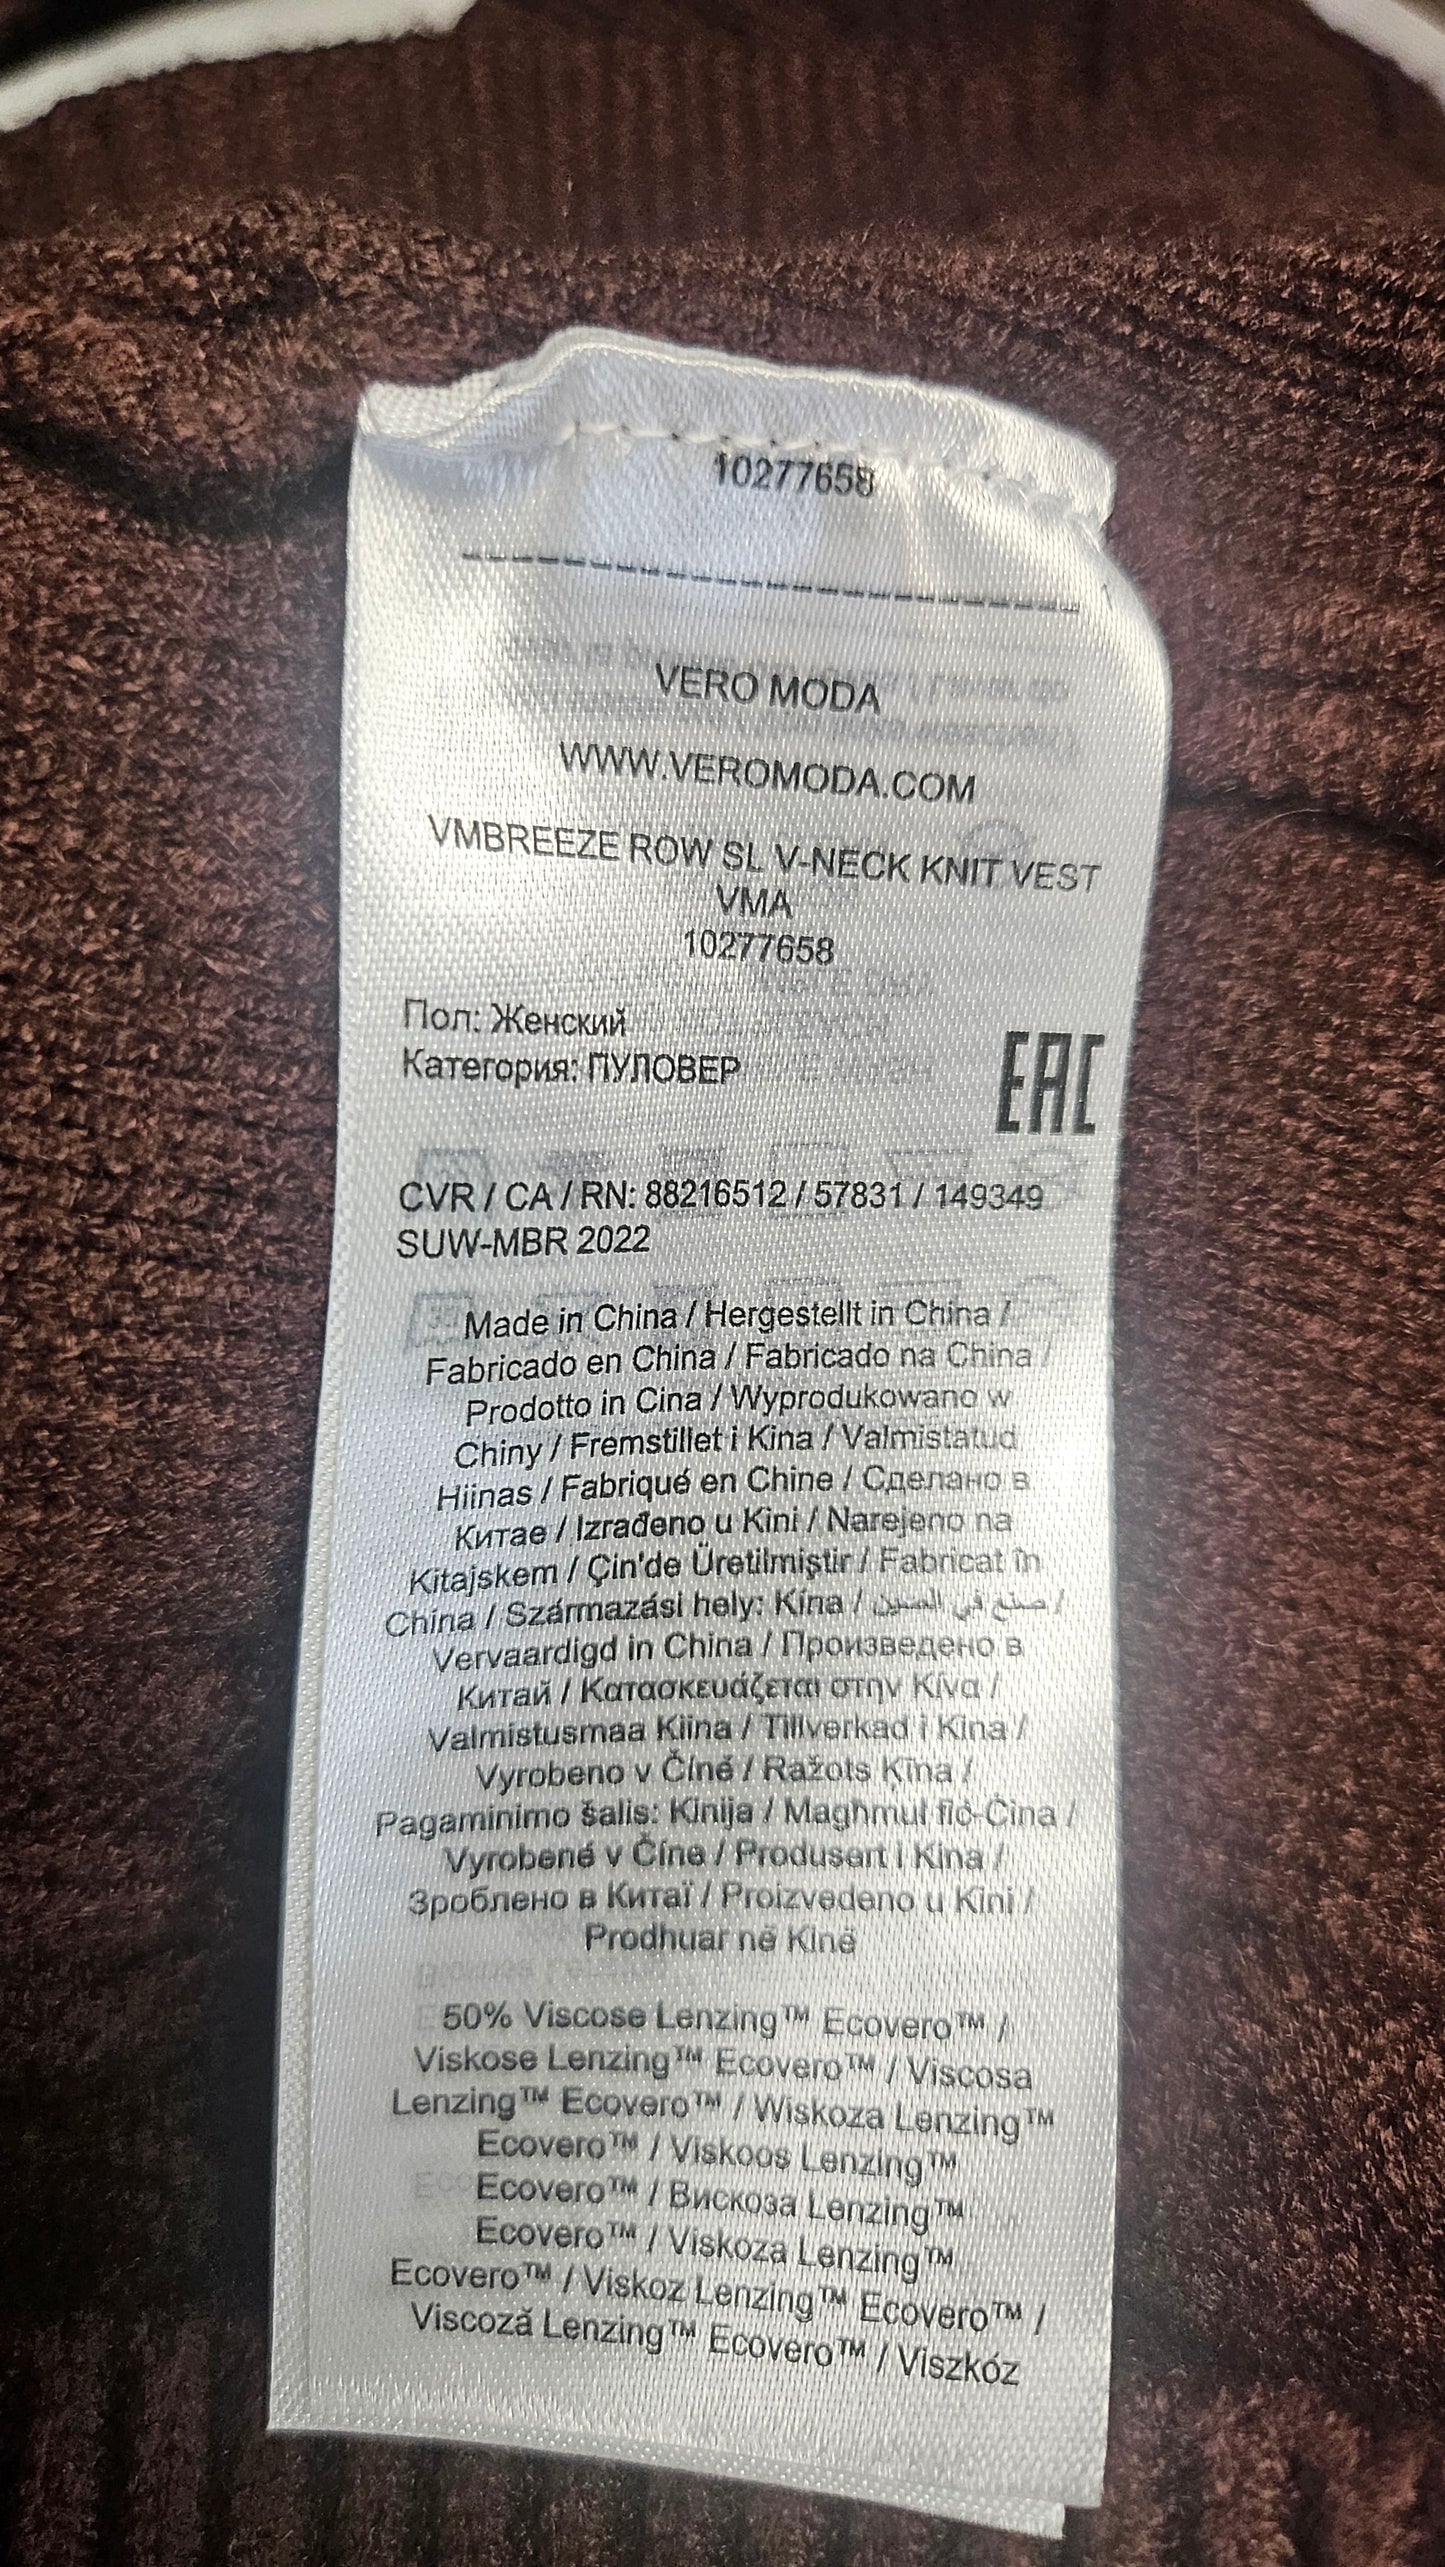 10277658
VERO MODA
WWW.VEROMODA.COM
VMBREEZE ROW SL V-NECK KNIT VEST
VMA
10277658
Пол: Женский
Категория: ПУЛОВЕР
EAC
CVR / CA / RN: 88216512 / 57831 / 149349
SUW-MBR 2022
Made in China / Hergestellt in China /
Fabricado en China / Fabricado na China /
Prodotto in Cina / Wyprodukowano w
Chiny / Fremstillet i Kina / Valmistatud
Hiinas / Fabriqué en Chine / Сделано в
Китае / Izrađeno u Kini / Narejeno na
Kitajskem / Çin'de Üretilmiştir / Fabricat în
China / Származási hely: Kína / صنع في الصين /
Vervaardigd in China / Произведено в
Китай / Κατασκευάζεται στην Κίνα /
Valmistusmaa Kiina / Tillverkad i Kina /
Vyrobeno v Číně / Ražots Ķīnā /
Pagaminimo šalis: Kinija / Magħmul fiċ-Ċina /
Vyrobené v Číne / Produsert i Kina /
Зроблено в Китаї / Proizvedeno u Kini /
Prodhuar në Kinë
50% Viscose Lenzing™ Ecovero™ /
Viskose Lenzing™ Ecovero™ / Viscosa
Lenzing™ Ecovero™ / Wiskoza Lenzing™
Ecovero™ / Viskoos Lenzing™
Ecovero™ / Вискоза Lenzing™
Ecovero™ / Viskoza Lenzing™
Ecovero™ / Viskoz Lenzing™ Ecovero™ /
Viscoză Lenzing™ Ecovero™ / Viszkóz